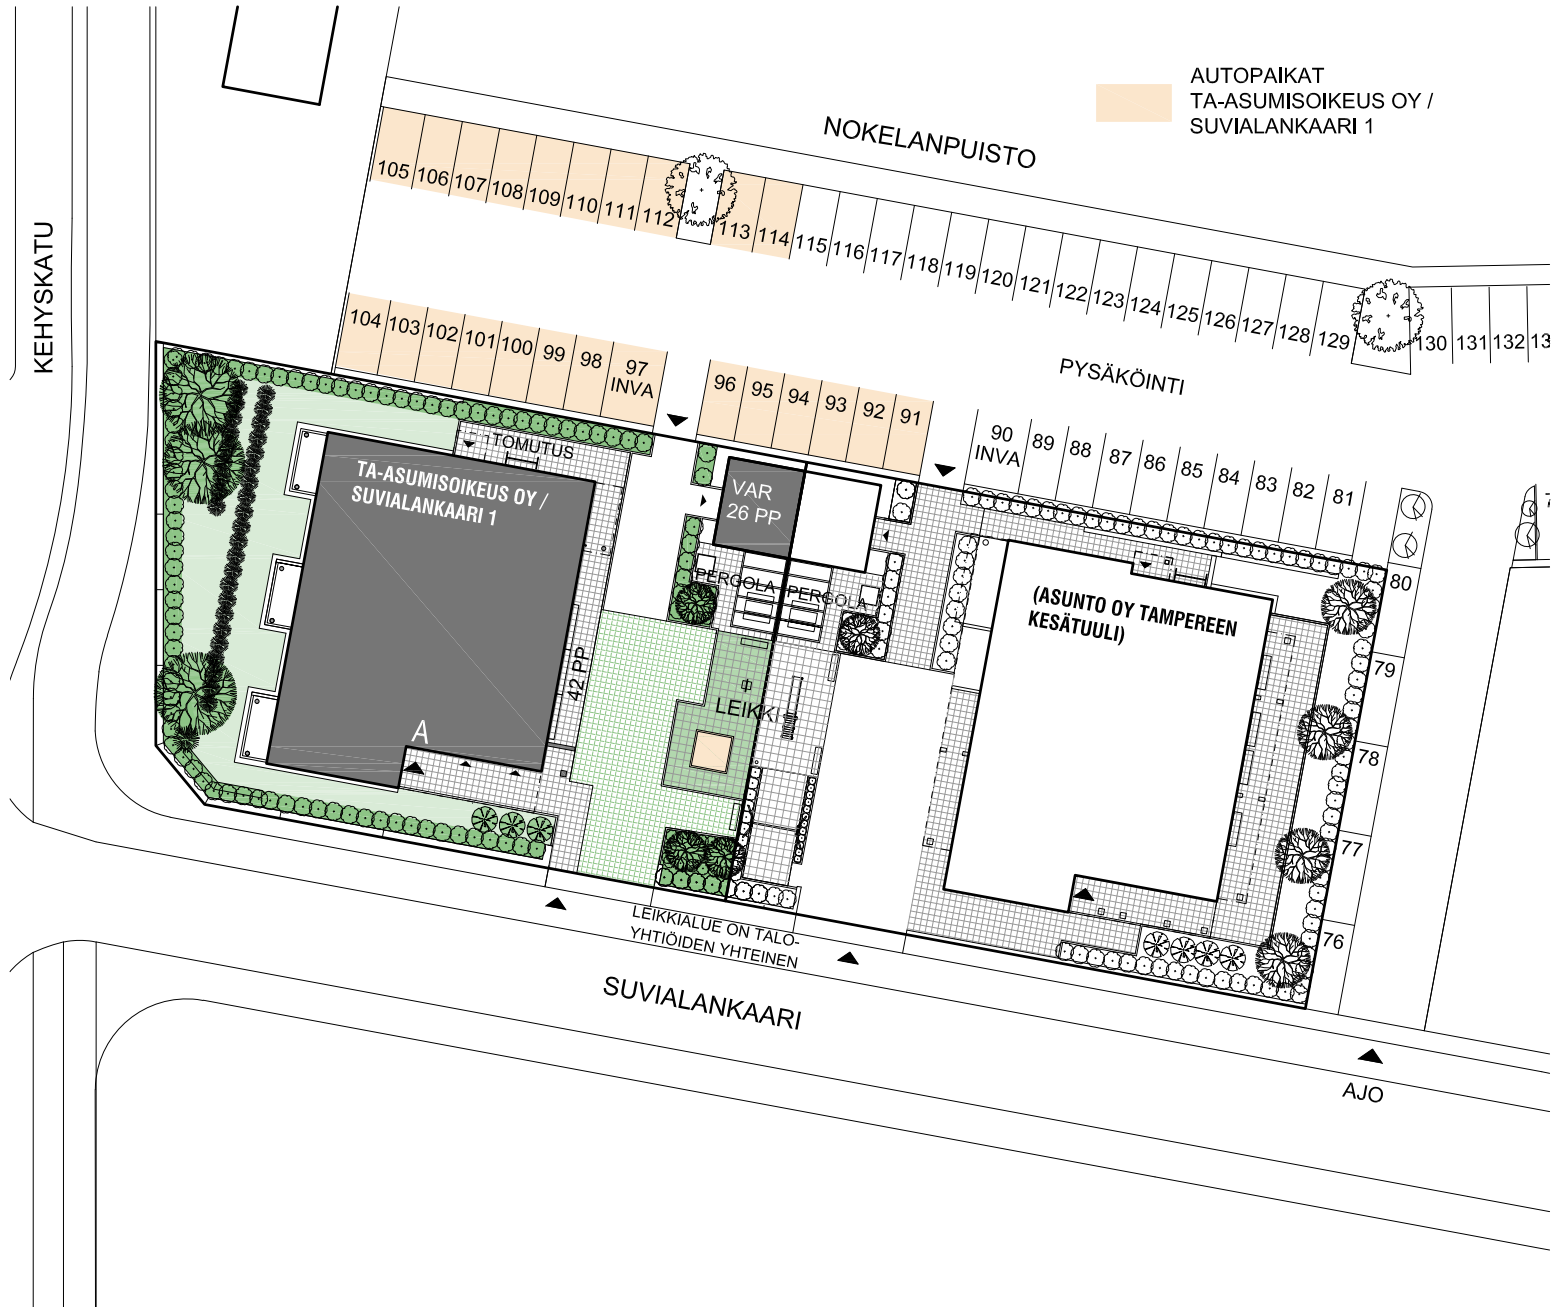 AUTOPAIKAT
TA-ASUMISOIKEUS OY /
SUVIALANKAARI 1
NOKELANPUISTO
KEHYSKATU
105 106 107 108 109 110 111 112 113 114 115 116 117 118 119 120 121 122 123 124 125 126 127 128 129 130 131 132
104 103 102 101 100 99 98 97
INVA
96 95 94 93 92 91
PYSÄKÖINTI
90
INVA
89 88 87 86 85 84 83 82 81
80
79
78
77
76
TOMUTUS
TA-ASUMISOIKEUS OY /
SUVIALANKAARI 1
VAR
26 PP
PERGOLA
PERGOLA
(ASUNTO OY TAMPEREEN
KESÄTUULI)
42 PP
LEIKKI
A
LEIKKIALUE ON TALO-
YHTIÖIDEN YHTEINEN
SUVIALANKAARI
AJO